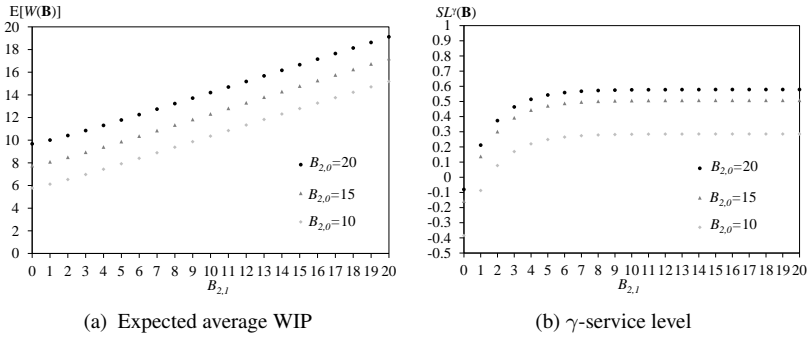 E[W(B)]
20
18
16
14
12
10
8
6
4
2
0
0 1 2 3 4 5 6 7 8 9 10 11 12 13 14 15 16 17 18 19 20
B2,1
B2,0=20
B2,0=15
B2,0=10
(a) Expected average WIP
SLγ(B)
1
0.9
0.8
0.7
0.6
0.5
0.4
0.3
0.2
0.1
0
-0.1
-0.1
-0.2
-0.3
-0.4
-0.5
0 1 2 3 4 5 6 7 8 9 10 11 12 13 14 15 16 17 18 19 20
B2,1
B2,0=20
B2,0=15
B2,0=10
(b) γ-service level